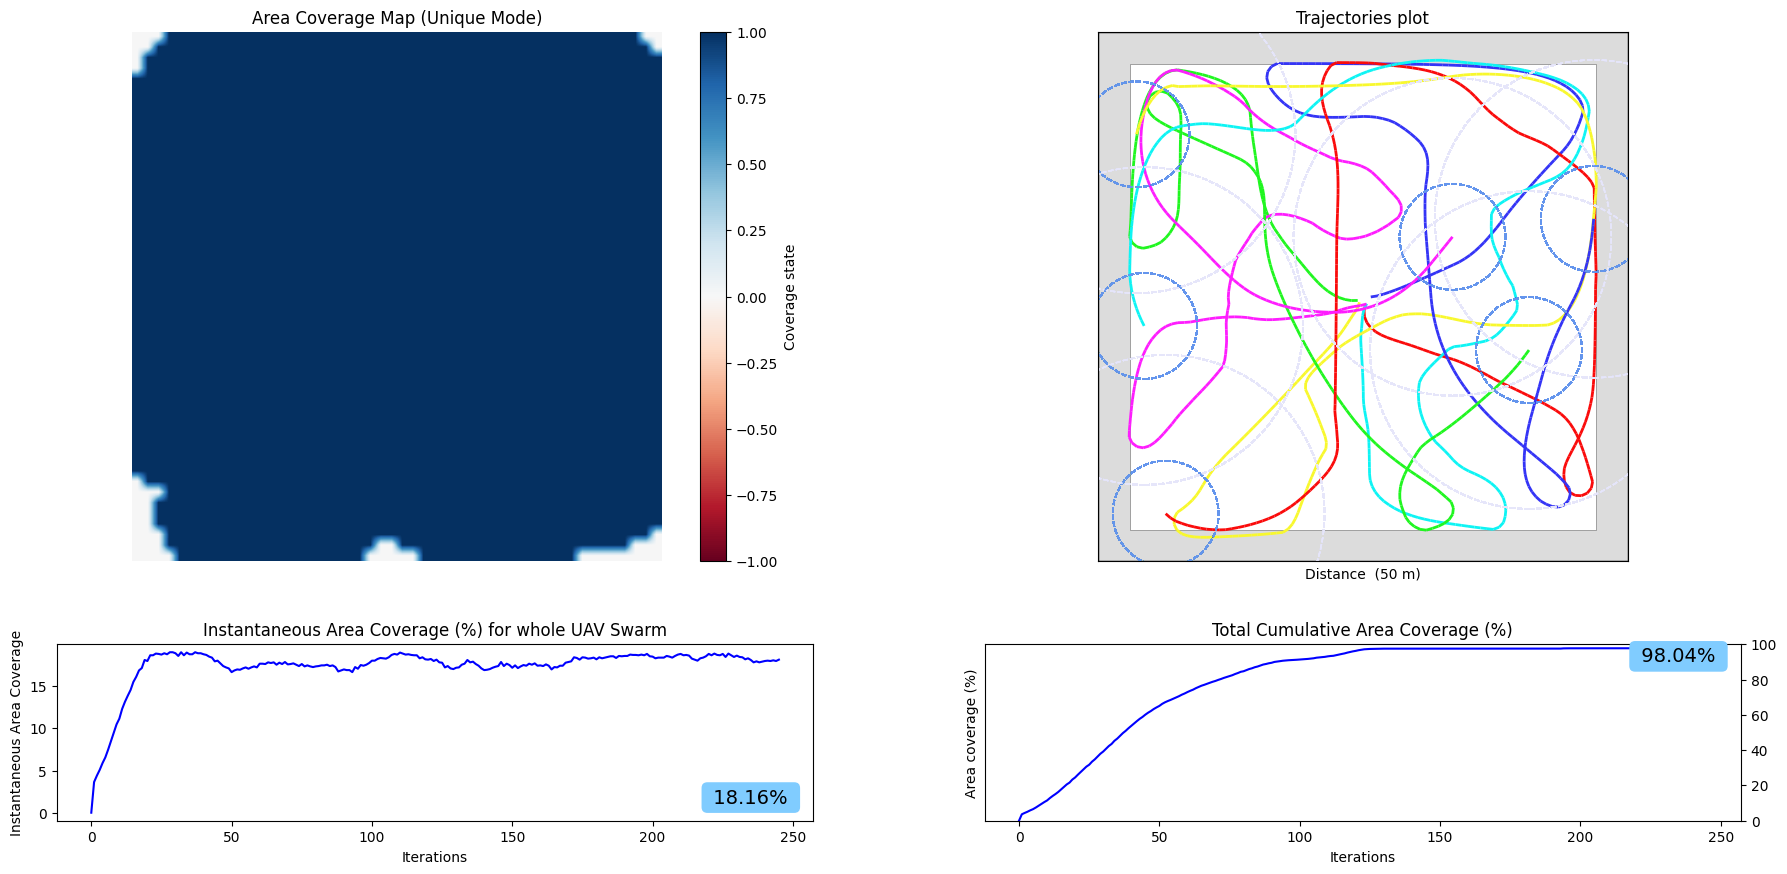 Area Coverage Map (Unique Mode)
1.00
0.75
0.50
0.25
0.00
−0.25
−0.50
−0.75
−1.00
Coverage state
Trajectories plot
Distance  (50 m)
Instantaneous Area Coverage (%) for whole UAV Swarm
Instantaneous Area Coverage
15
10
5
0
18.16%
0 50 100 150 200 250
Iterations
Total Cumulative Area Coverage (%)
Area coverage (%)
98.04%
100
80
60
40
20
0
0 50 100 150 200 250
Iterations